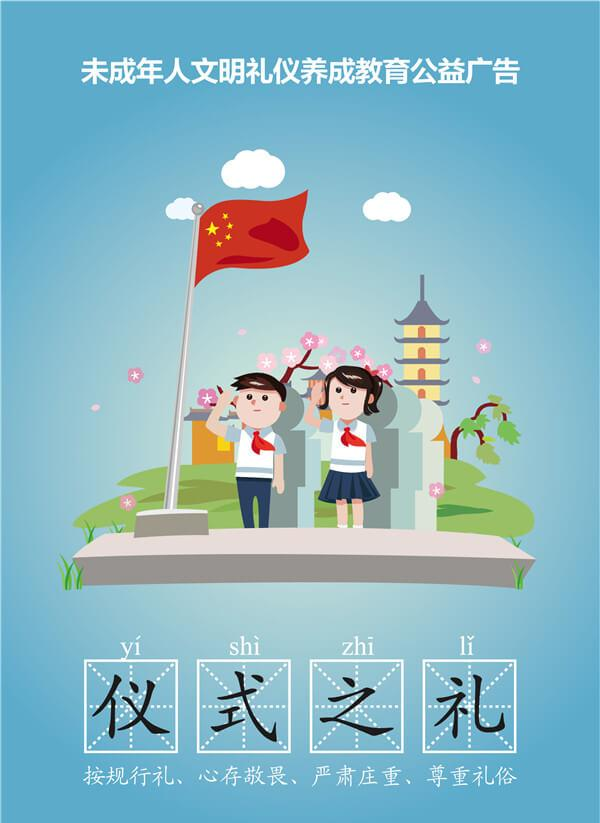 未成年人文明礼仪养成教育公益广告
yí shì zhī lǐ
仪式之礼
按规行礼、心存敬畏、严肃庄重、尊重礼俗